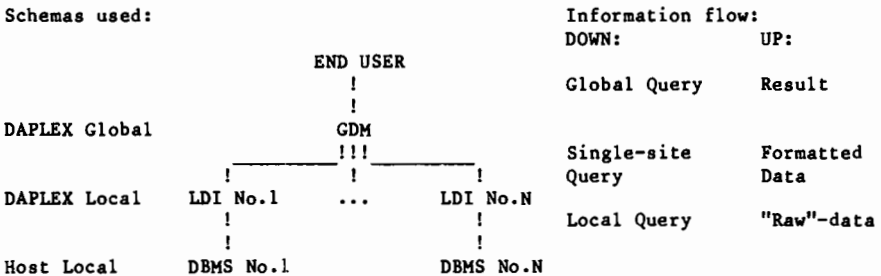 Schemas used: Information flow:
DOWN: UP:
END USER
Global Query Result
DAPLEX Global GDM
Single-site Formatted
Query Data
DAPLEX Local LDI No.1 ... LDI No.N
Local Query "Raw"-data
Host Local DBMS No.1 DBMS No.N